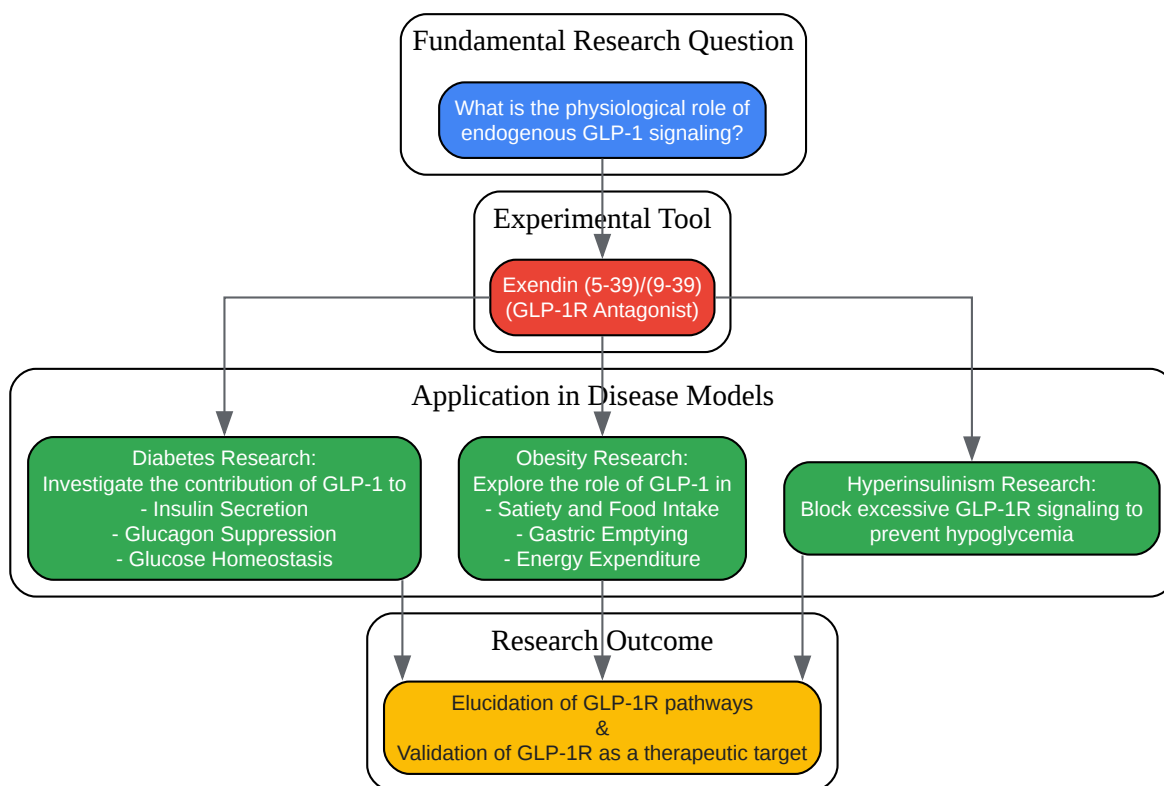 Fundamental Research Question
What is the physiological role of
endogenous GLP-1 signaling?
Experimental Tool
Exendin (5-39)/(9-39)
(GLP-1R Antagonist)
Application in Disease Models
Diabetes Research:
Investigate the contribution of GLP-1 to
- Insulin Secretion
- Glucagon Suppression
- Glucose Homeostasis
Obesity Research:
Explore the role of GLP-1 in
- Satiety and Food Intake
- Gastric Emptying
- Energy Expenditure
Hyperinsulinism Research:
Block excessive GLP-1R signaling to
prevent hypoglycemia
Research Outcome
Elucidation of GLP-1R pathways
&
Validation of GLP-1R as a therapeutic target